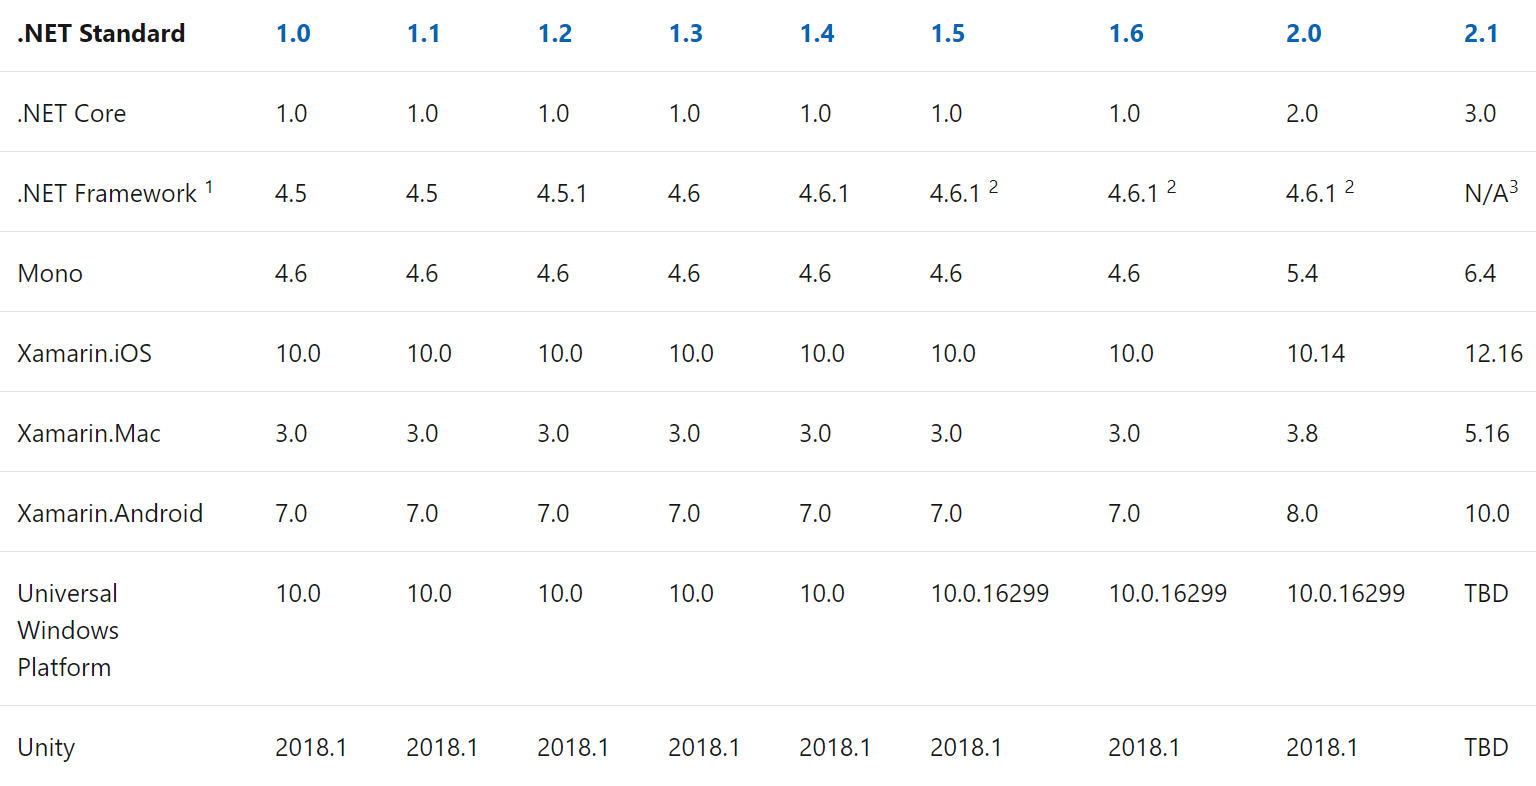 .NET Standard 1.0 1.1 1.2 1.3 1.4 1.5 1.6 2.0 2.1
.NET Core 1.0 1.0 1.0 1.0 1.0 1.0 1.0 2.0 3.0
.NET Framework 1 4.5 4.5 4.5.1 4.6 4.6.1 4.6.1 2 4.6.1 2 4.6.1 2 N/A3
Mono 4.6 4.6 4.6 4.6 4.6 4.6 4.6 5.4 6.4
Xamarin.iOS 10.0 10.0 10.0 10.0 10.0 10.0 10.0 10.14 12.16
Xamarin.Mac 3.0 3.0 3.0 3.0 3.0 3.0 3.0 3.8 5.16
Xamarin.Android 7.0 7.0 7.0 7.0 7.0 7.0 7.0 8.0 10.0
Universal 10.0 10.0 10.0 10.0 10.0 10.0.16299 10.0.16299 10.0.16299 TBD
Windows
Platform
Unity 2018.1 2018.1 2018.1 2018.1 2018.1 2018.1 2018.1 2018.1 TBD